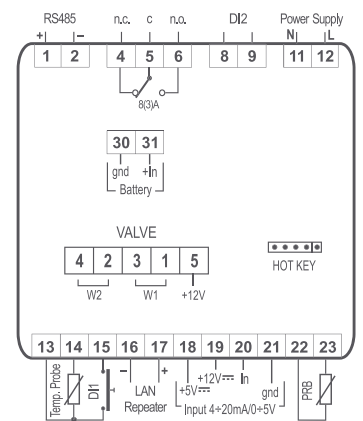 RS485 n.c. c n.o. DI2 Power Supply
+ − N L
1 2 4 5 6 8 9 11 12
8(3)A
30 31
gnd +In
Battery
VALVE
4 2 3 1 5
W2 W1 +12V
HOT KEY
13 14 15 16 17 18 19 20 21 22 23
Temp. Probe
DI1
− +
LAN
Repeater
+5V +12V In gnd
Input 4÷20mA/0÷5V
PRB